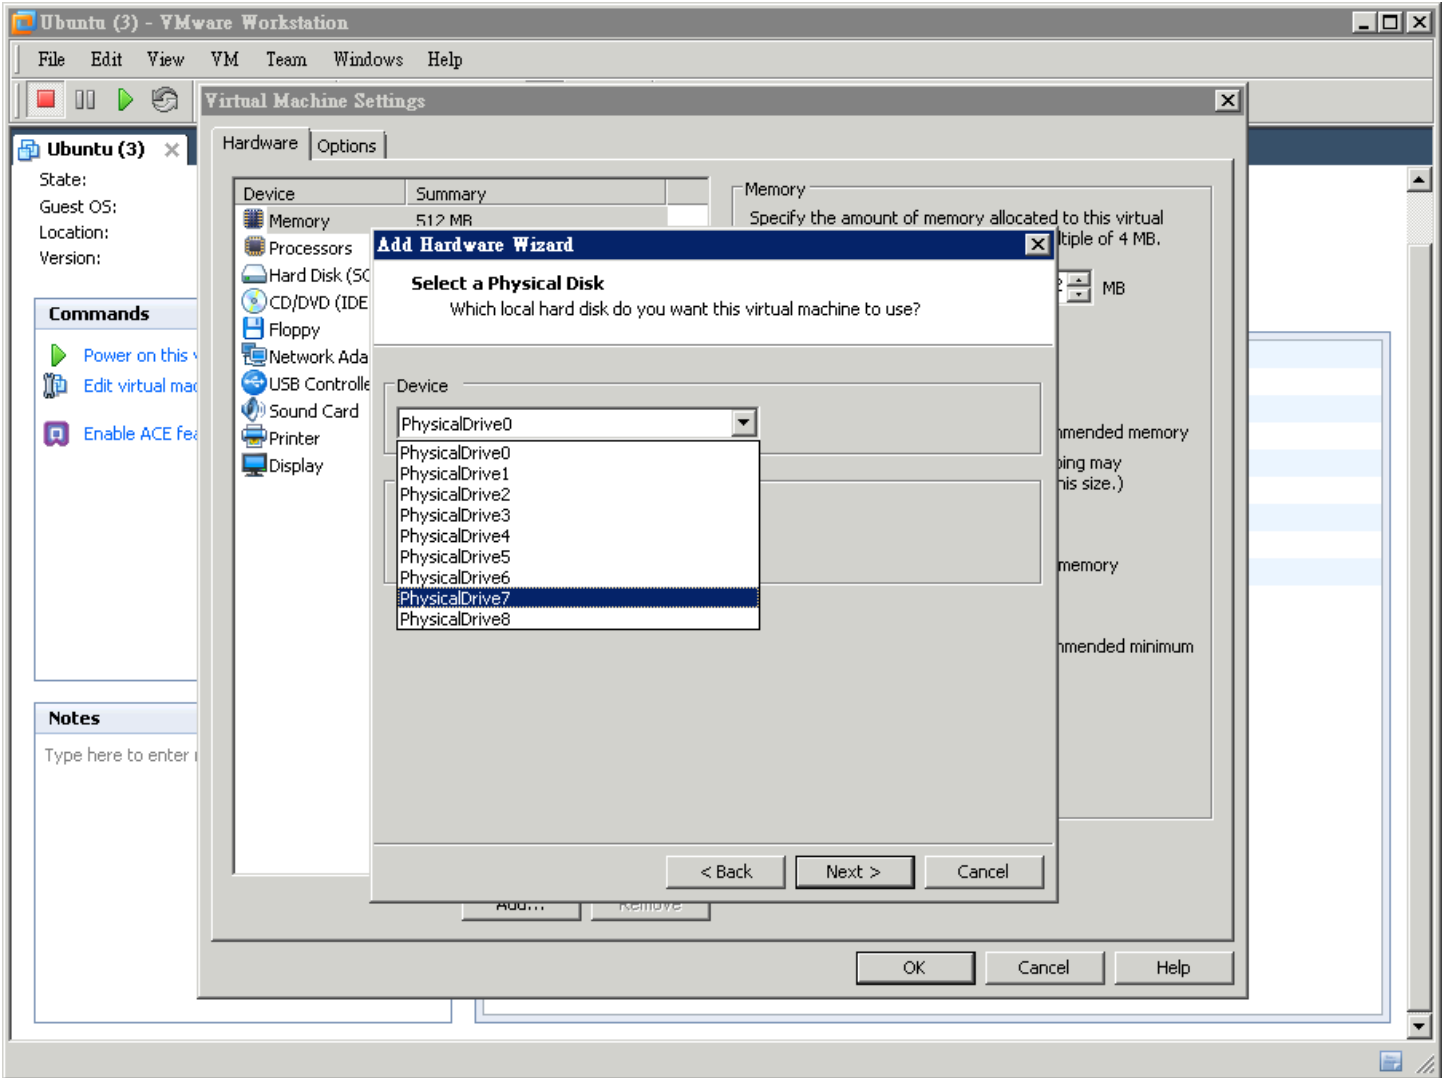 Ubuntu (3) - VMware Workstation
File Edit View VM Team Windows Help
Virtual Machine Settings
Ubuntu (3)
State:
Guest OS:
Location:
Version:
Commands
Power on this
Edit virtual mac
Enable ACE fea
Notes
Type here to enter
Hardware Options
Device Summary
Memory 512 MB
Processors
Hard Disk (SC
CD/DVD (IDE
Floppy
Network Ada
USB Controlle
Sound Card
Printer
Display
Memory
Specify the amount of memory allocated to this virtual
ltiple of 4 MB.
MB
mmended memory
ping may
his size.)
memory
mmended minimum
Add Hardware Wizard
Select a Physical Disk
Which local hard disk do you want this virtual machine to use?
Device
PhysicalDrive0
PhysicalDrive0
PhysicalDrive1
PhysicalDrive2
PhysicalDrive3
PhysicalDrive4
PhysicalDrive5
PhysicalDrive6
PhysicalDrive7
PhysicalDrive8
< Back Next > Cancel
Add... Remove
OK Cancel Help